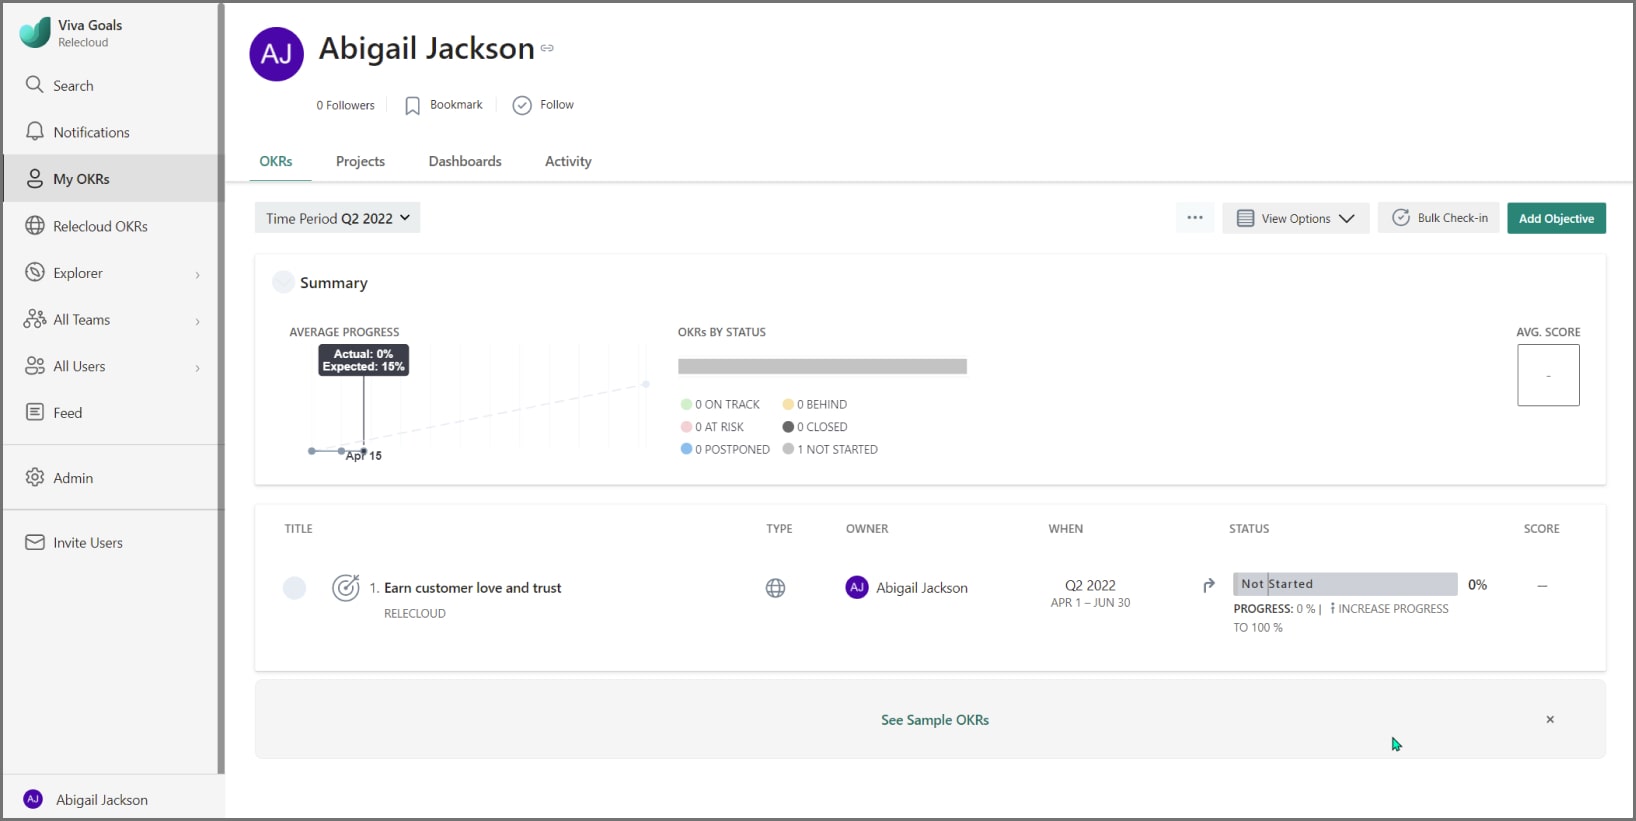 Viva Goals
Relecloud
Search
Notifications
My OKRs
Relecloud OKRs
Explorer
All Teams
All Users
Feed
Admin
Invite Users
AJ Abigail Jackson
AJ Abigail Jackson
0 Followers Bookmark Follow
OKRs Projects Dashboards Activity
Time Period Q2 2022 ... View Options Bulk Check-in Add Objective
Summary
AVERAGE PROGRESS OKRs BY STATUS AVG. SCORE
Actual: 0%
Expected: 15%
Apr 15
-
0 ON TRACK 0 BEHIND
0 AT RISK 0 CLOSED
0 POSTPONED 1 NOT STARTED
TITLE TYPE OWNER WHEN STATUS SCORE
1. Earn customer love and trust AJ Abigail Jackson Q2 2022 Not Started 0% —
RELECLOUD APR 1 – JUN 30 PROGRESS: 0 % | INCREASE PROGRESS
TO 100 %
See Sample OKRs ×